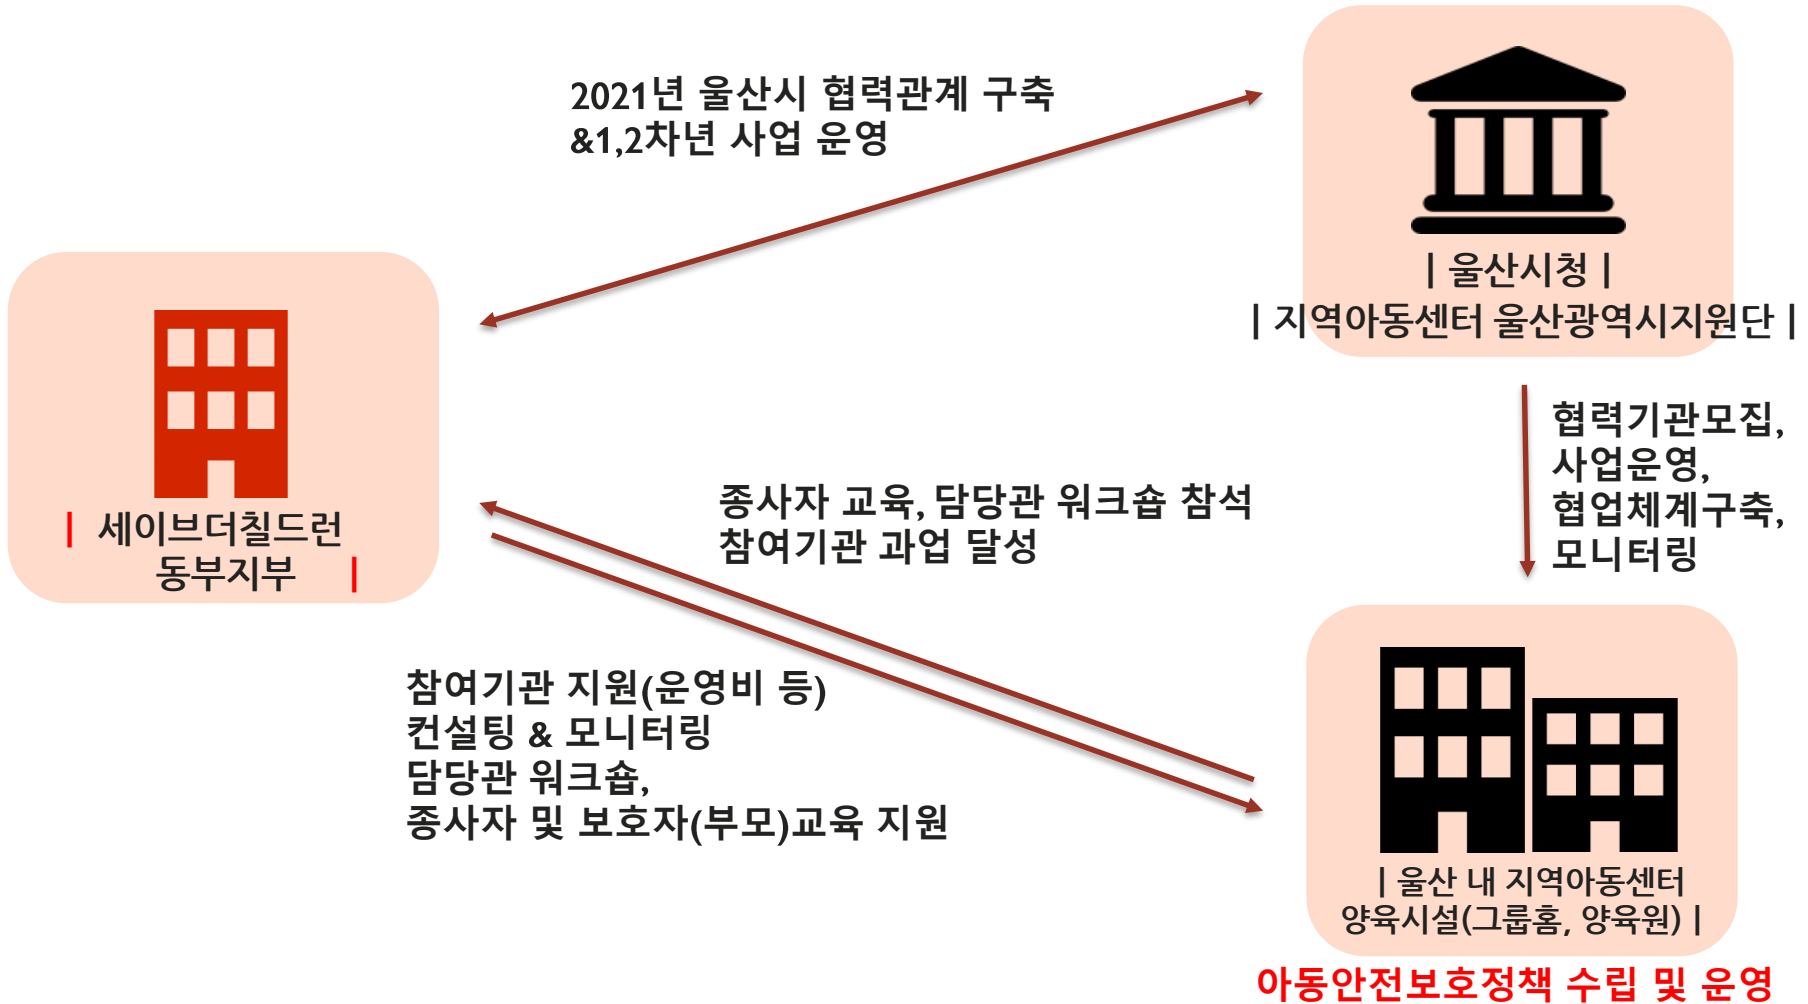 2021년 울산시 협력관계 구축
&1,2차년 사업 운영
| 울산시청 |
| 지역아동센터 울산광역시지원단 |
| 세이브더칠드런
동부지부 |
협력기관모집,
사업운영,
협업체계구축,
모니터링
종사자 교육, 담당관 워크숍 참석
참여기관 과업 달성
참여기관 지원(운영비 등)
컨설팅 & 모니터링
담당관 워크숍,
종사자 및 보호자(부모)교육 지원
| 울산 내 지역아동센터
양육시설(그룹홈, 양육원) |
아동안전보호정책 수립 및 운영